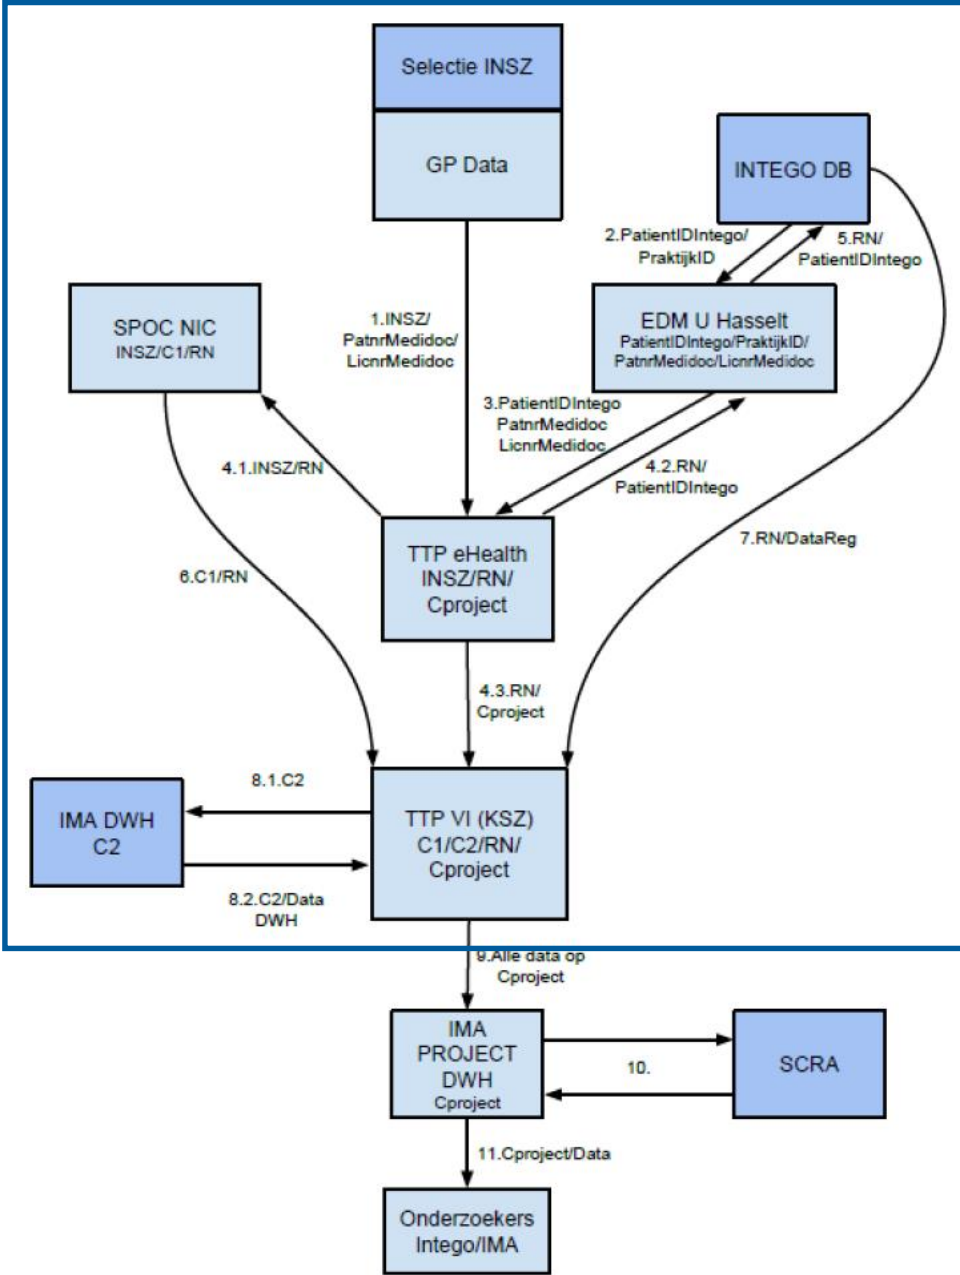 Selectie INSZ
GP Data
INTEGO DB
2.PatientIDIntego/
PraktijkID
5.RN/
PatientIDIntego
SPOC NIC
INSZ/C1/RN
1.INSZ/
PatnrMedidoc/
LicnrMedidoc
EDM U Hasselt
PatientIDIntego/PraktijkID/
PatnrMedidoc/LicnrMedidoc
3.PatientIDIntego
PatnrMedidoc
LicnrMedidoc
4.1.INSZ/RN
4.2.RN/
PatientIDIntego
7.RN/DataReg
TTP eHealth
INSZ/RN/
Cproject
6.C1/RN
4.3.RN/
Cproject
8.1.C2
IMA DWH
C2
TTP VI (KSZ)
C1/C2/RN/
Cproject
8.2.C2/Data
DWH
9.Alle data op
Cproject
IMA
PROJECT
DWH
Cproject
10.
SCRA
11.Cproject/Data
Onderzoekers
Intego/IMA